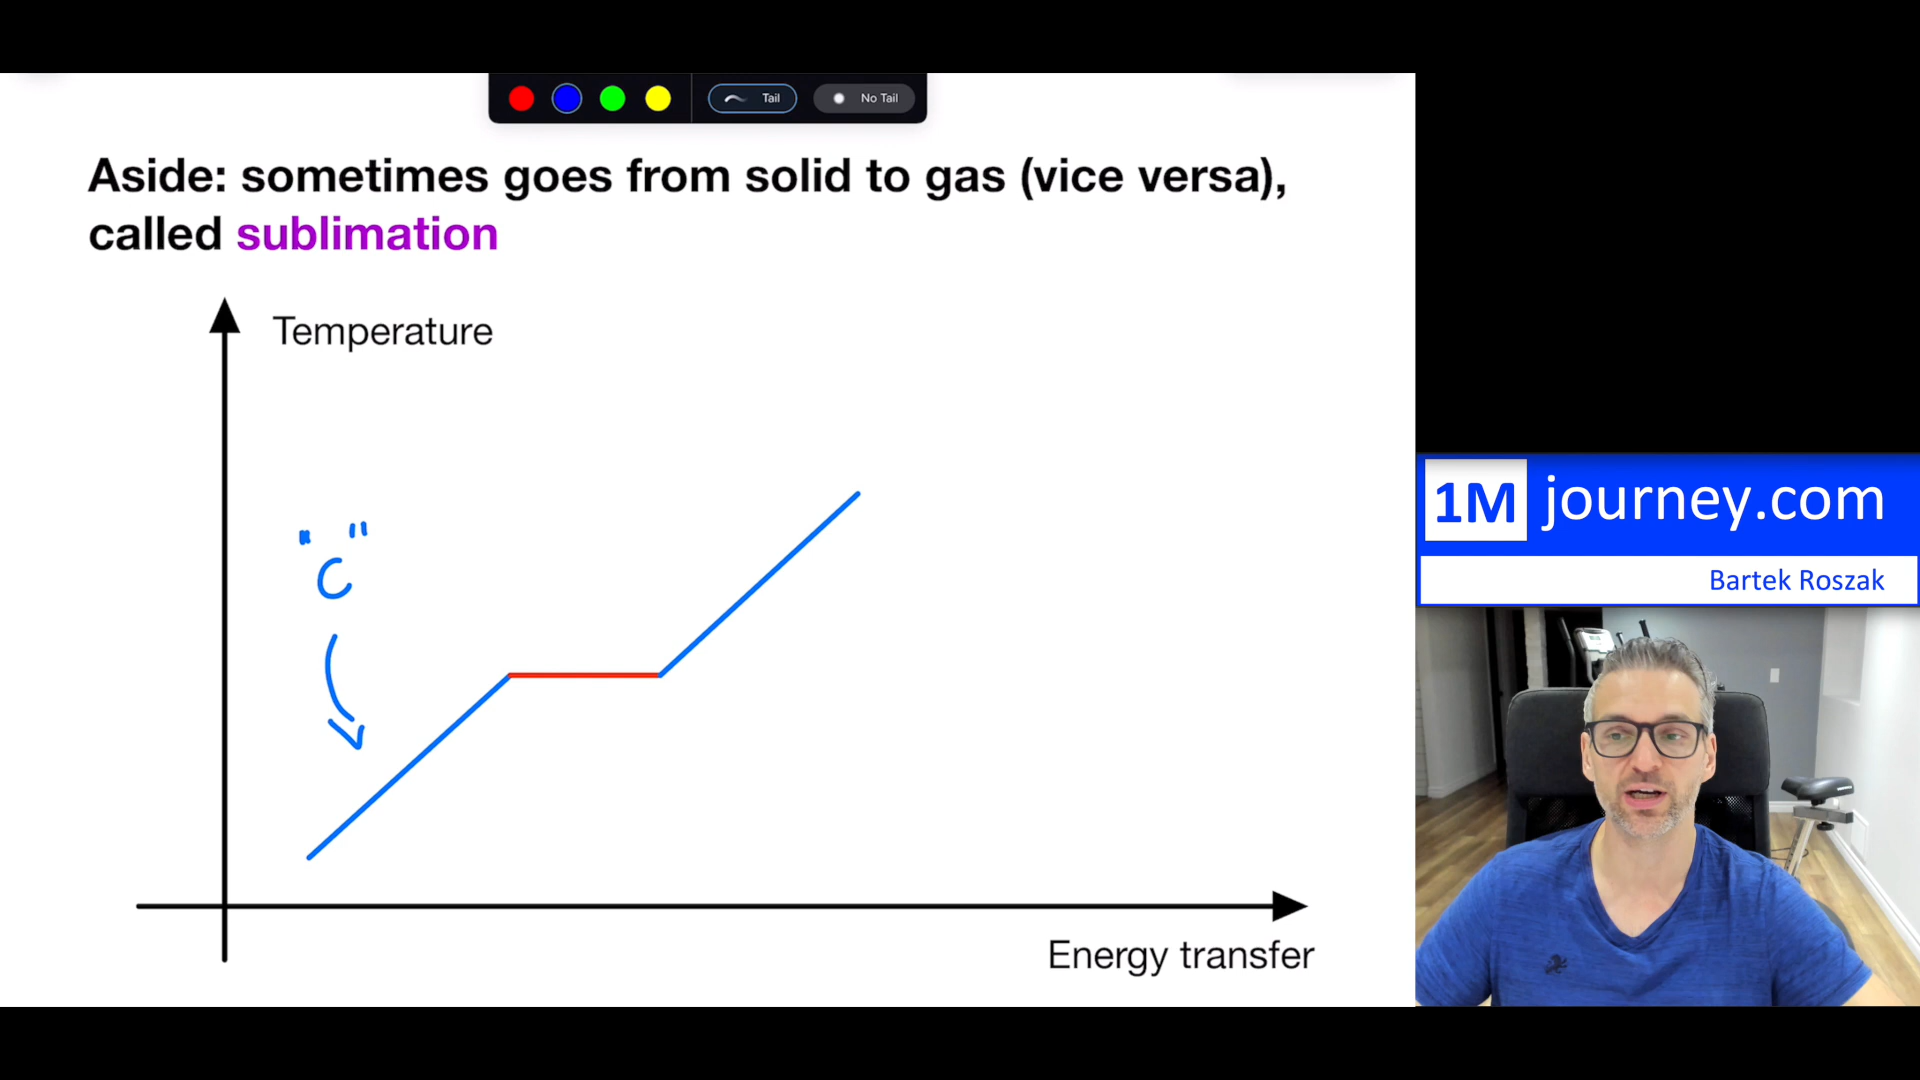 Tail
No Tail
Aside: sometimes goes from solid to gas (vice versa),
called sublimation
Temperature
"c"
Energy transfer
1M journey.com
Bartek Roszak